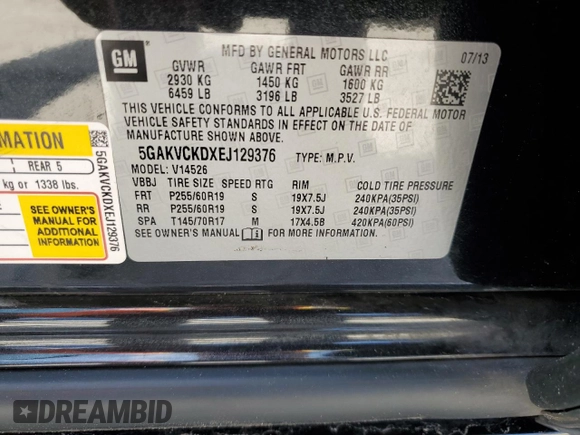 GM
MFD BY GENERAL MOTORS LLC
07/13
GVWR GAWR FRT GAWR RR
2930 KG 1450 KG 1600 KG
6459 LB 3196 LB 3527 LB
THIS VEHICLE CONFORMS TO ALL APPLICABLE U.S. FEDERAL MOTOR
VEHICLE SAFETY STANDARDS IN EFFECT ON THE DATE OF
MANUFACTURE SHOWN ABOVE.
5GAKVCKDXEJ129376 TYPE: M.P.V.
MODEL: V14526
VBBJ TIRE SIZE SPEED RTG RIM COLD TIRE PRESSURE
FRT P255/60R19 S 19X7.5J 240KPA(35PSI)
RR P255/60R19 S 19X7.5J 240KPA(35PSI)
SPA T145/70R17 M 17X4.5B 420KPA(60PSI)
SEE OWNER'S MANUAL FOR MORE INFORMATION.
MATION
REAR 5
kg or 1338 lbs.
SEE OWNER'S
MANUAL FOR
ADDITIONAL
INFORMATION
5GAKVCKDXEJ129376
DREAMBID